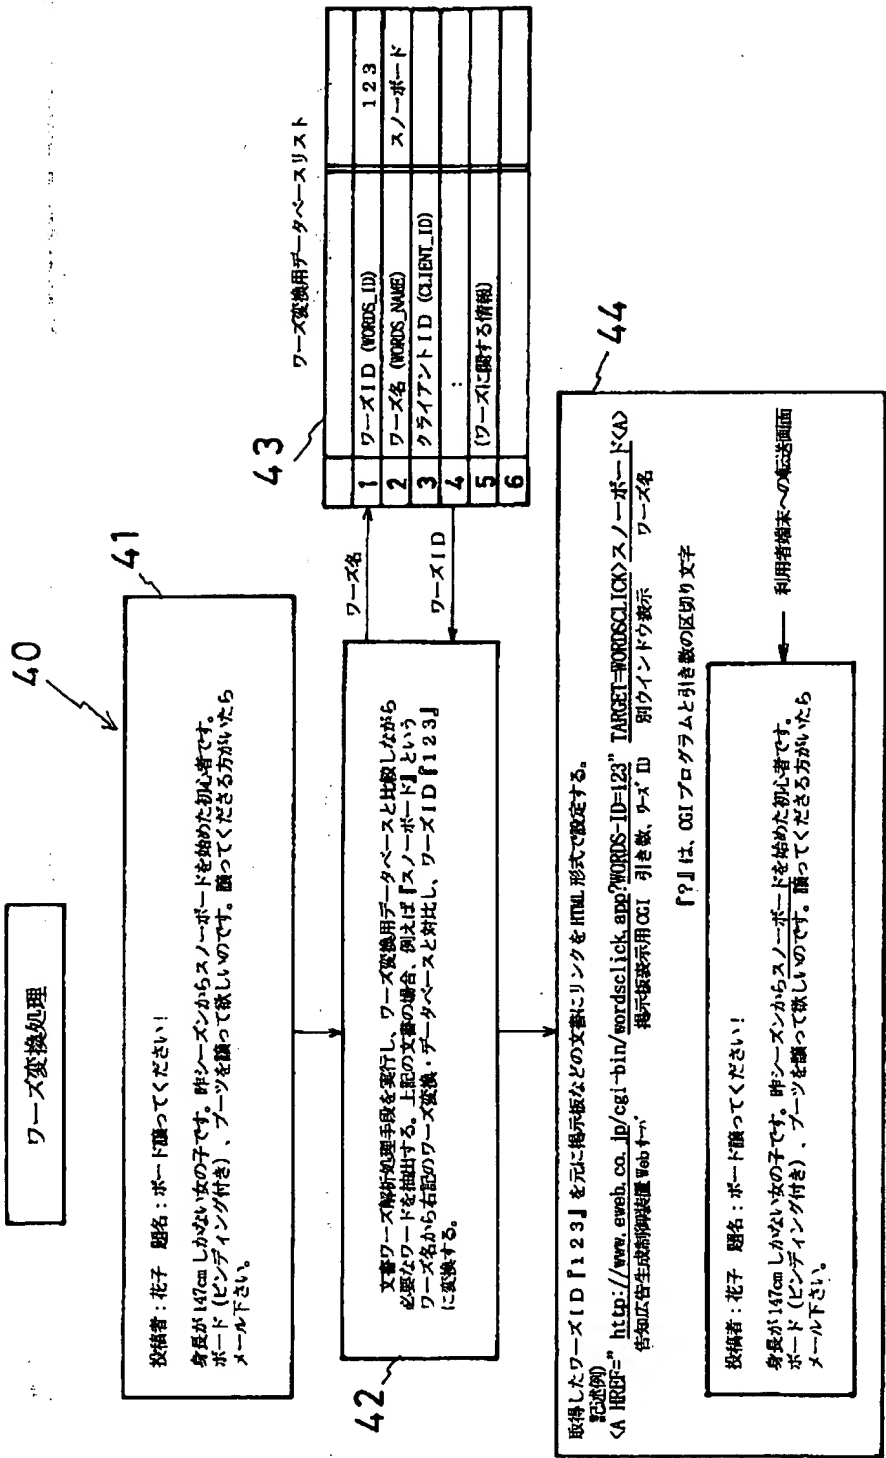 ワーズ変換処理
40
41
投稿者：花子 題名：ボード譲ってください！
身長が147cmしかない女の子です。昨シーズンからスノーボードを始めた初心者です。
ボード（ビンディング付き）、ブーツを譲って欲しいのです。譲ってくださる方がいたら
メール下さい。
42
文書ワーズ解析処理手段を実行し、ワーズ変換用データベースと比較しながら
必要なワードを抽出する。上記の文書の場合、例えば『スノーボード』という
ワーズ名から右記のワーズ変換・データベースと対比し、ワーズID『123』
に変換する。
ワーズ名
ワーズID
43
ワーズ変換用データベースリスト
1 ワーズID (WORDS_ID) 123
2 ワーズ名 (WORDS_NAME) スノーボード
3 クライアントID (CLIENT_ID)
4 :
5 (ワーズに関する情報)
6
44
取得したワーズID『123』を元に掲示板などの文書にリンクをHTML形式で設定する。
記述例)
<A HREF=" http://www.eweb.co.jp/cgi-bin/wordsclick.app?WORDS-ID=123" TARGET=WORDSCLICK>スノーボード<A>
告知広告生成制御装置Webサーバ 掲示板表示用CGI 引き数、ワーズID 別ウインドウ表示 ワーズ名
『?』は、CGIプログラムと引き数の区切り文字
投稿者：花子 題名：ボード譲ってください！
身長が147cmしかない女の子です。昨シーズンからスノーボードを始めた初心者です。
ボード（ビンディング付き）、ブーツを譲って欲しいのです。譲ってくださる方がいたら
メール下さい。
利用者端末への転送画面